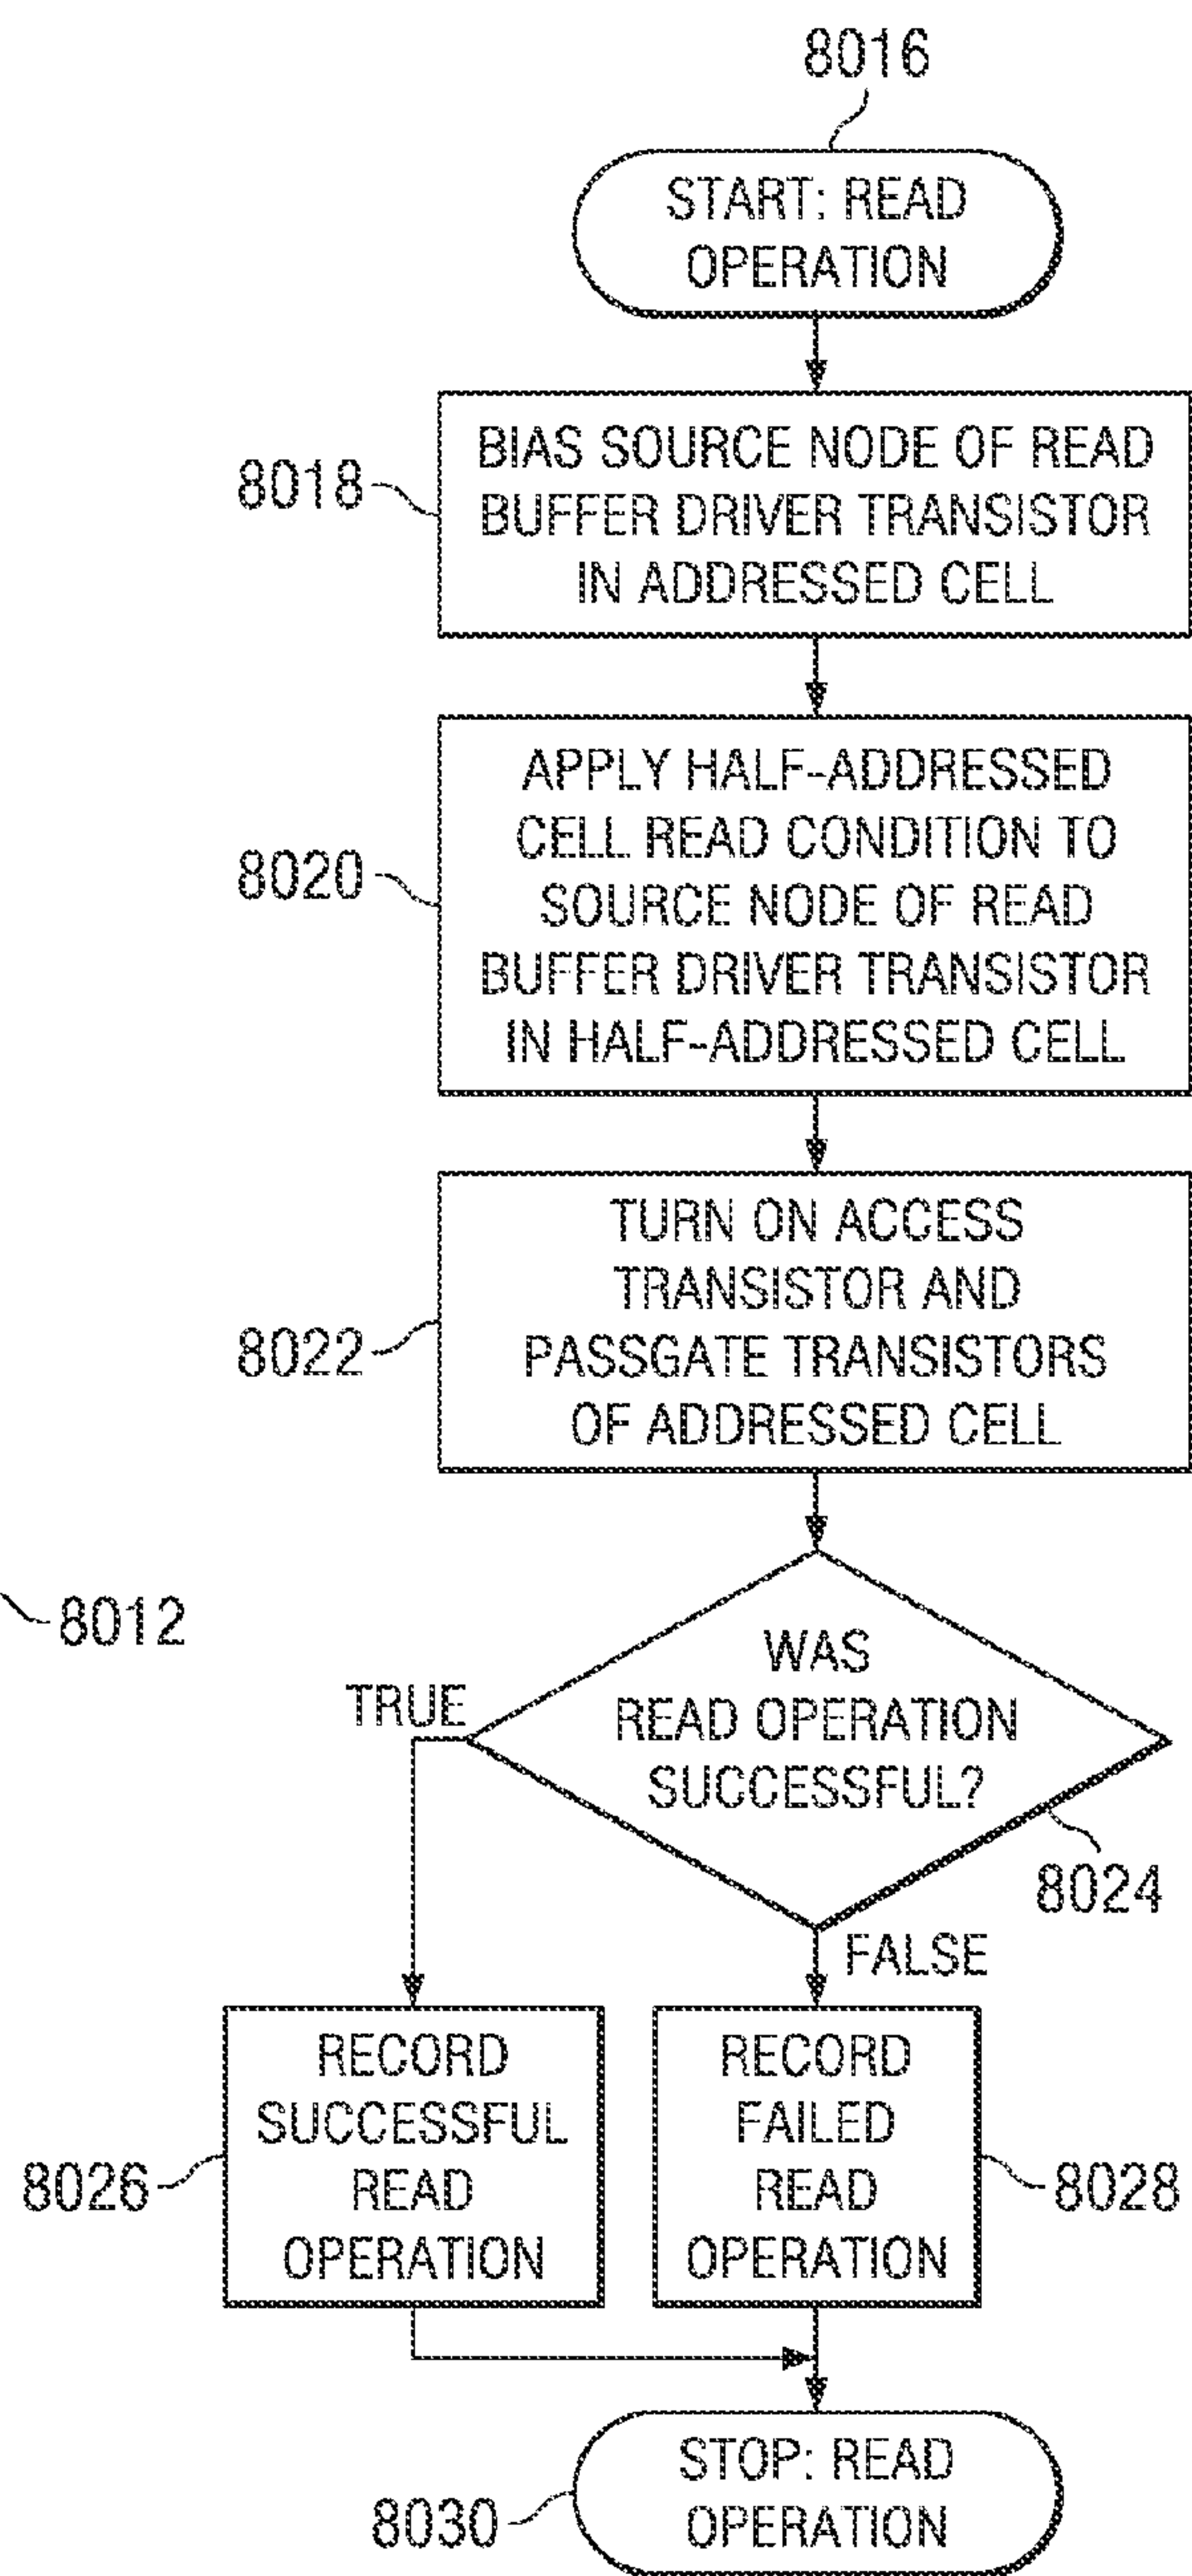 8016
START: READ
OPERATION
8018
BIAS SOURCE NODE OF READ
BUFFER DRIVER TRANSISTOR
IN ADDRESSED CELL
8020
APPLY HALF-ADDRESSED
CELL READ CONDITION TO
SOURCE NODE OF READ
BUFFER DRIVER TRANSISTOR
IN HALF-ADDRESSED CELL
8022
TURN ON ACCESS
TRANSISTOR AND
PASSGATE TRANSISTORS
OF ADDRESSED CELL
8012
WAS
READ OPERATION
SUCCESSFUL?
TRUE
8024
FALSE
RECORD
SUCCESSFUL
READ
OPERATION
8026
RECORD
FAILED
READ
OPERATION
8028
STOP: READ
OPERATION
8030